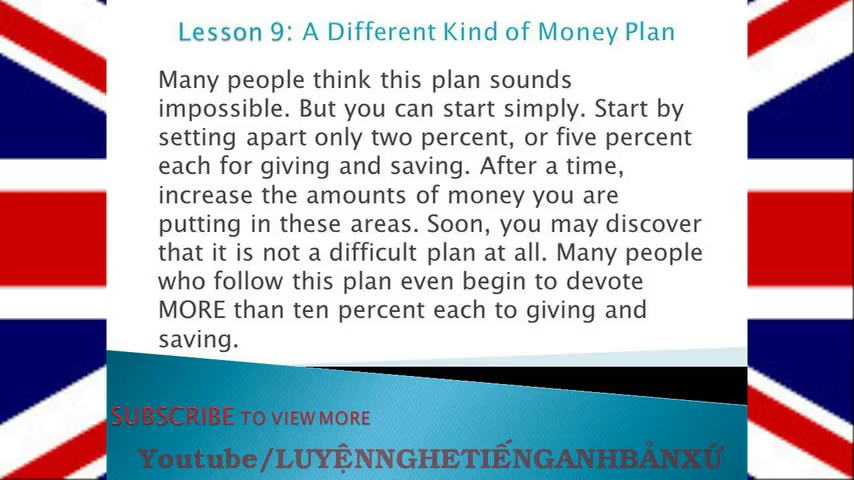 Lesson 9: A Different Kind of Money Plan
Many people think this plan sounds
impossible. But you can start simply. Start by
setting apart only two percent, or five percent
each for giving and saving. After a time,
increase the amounts of money you are
putting in these areas. Soon, you may discover
that it is not a difficult plan at all. Many people
who follow this plan even begin to devote
MORE than ten percent each to giving and
saving.
SUBSCRIBE TO VIEW MORE
Youtube/LUYỆNNGHETIẾNGANHBẢNXỨ